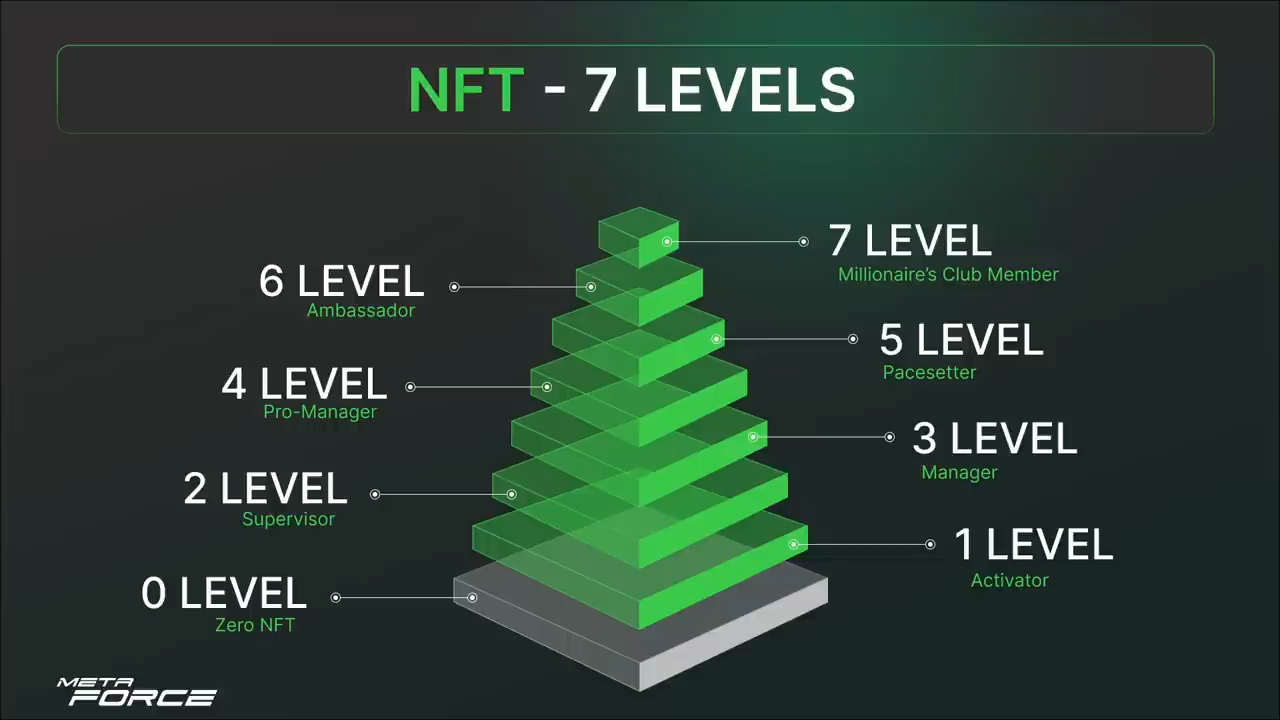 NFT - 7 LEVELS
7 LEVEL
Millionaire's Club Member
6 LEVEL
Ambassador
5 LEVEL
Pacesetter
4 LEVEL
Pro-Manager
3 LEVEL
Manager
2 LEVEL
Supervisor
1 LEVEL
Activator
0 LEVEL
Zero NFT
META
FORCE